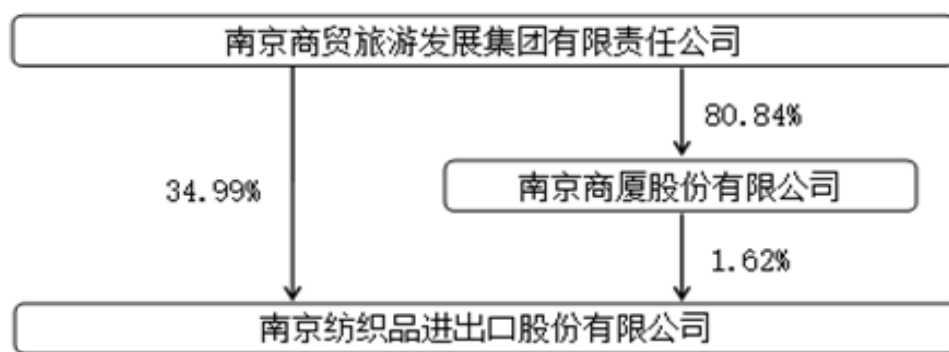 南京商贸旅游发展集团有限责任公司
80.84%
34.99%
南京商厦股份有限公司
1.62%
南京纺织品进出口股份有限公司